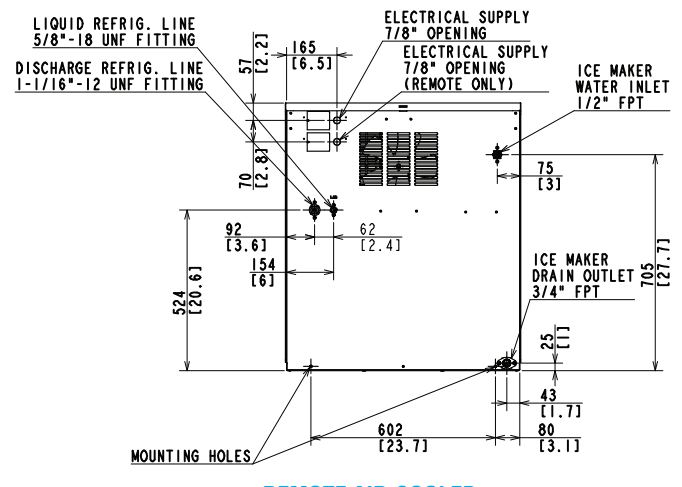 LIQUID REFRIG. LINE
5/8"-18 UNF FITTING
DISCHARGE REFRIG. LINE
1-1/16"-12 UNF FITTING
57
[2.2]
165
[6.5]
ELECTRICAL SUPPLY
7/8" OPENING
ELECTRICAL SUPPLY
7/8" OPENING
(REMOTE ONLY)
ICE MAKER
WATER INLET
1/2" FPT
70
[2.8]
75
[3]
92
[3.6]
62
[2.4]
154
[6]
524
[20.6]
705
[27.7]
ICE MAKER
DRAIN OUTLET
3/4" FPT
25
[1]
43
[1.7]
602
[23.7]
80
[3.1]
MOUNTING HOLES